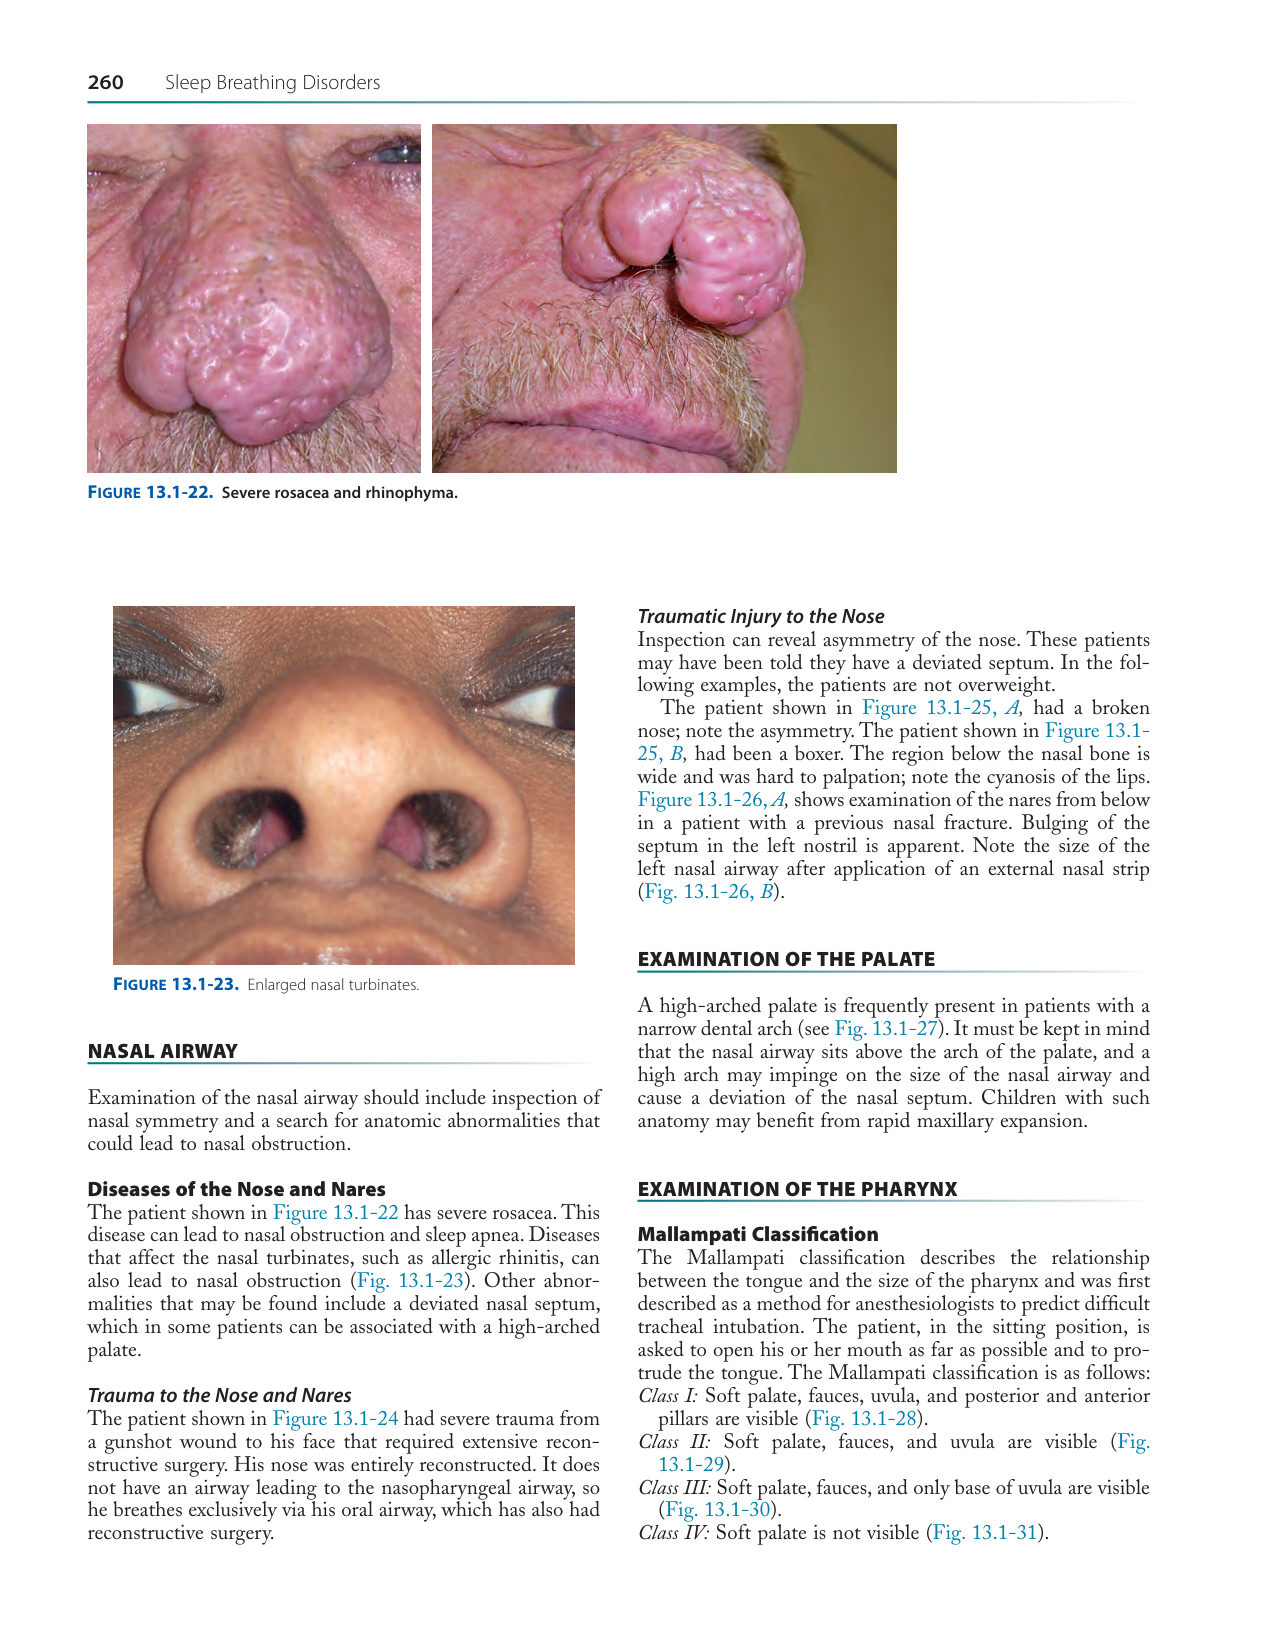 260 Sleep Breathing Disorders
FIGURE 13.1-22. Severe rosacea and rhinophyma.
FIGURE 13.1-23. Enlarged nasal turbinates.
NASAL AIRWAY
Examination of the nasal airway should include inspection of
nasal symmetry and a search for anatomic abnormalities that
could lead to nasal obstruction.
Diseases of the Nose and Nares
The patient shown in Figure 13.1-22 has severe rosacea. This
disease can lead to nasal obstruction and sleep apnea. Diseases
that affect the nasal turbinates, such as allergic rhinitis, can
also lead to nasal obstruction (Fig. 13.1-23). Other abnor-
malities that may be found include a deviated nasal septum,
which in some patients can be associated with a high-arched
palate.
Trauma to the Nose and Nares
The patient shown in Figure 13.1-24 had severe trauma from
a gunshot wound to his face that required extensive recon-
structive surgery. His nose was entirely reconstructed. It does
not have an airway leading to the nasopharyngeal airway, so
he breathes exclusively via his oral airway, which has also had
reconstructive surgery.
Traumatic Injury to the Nose
Inspection can reveal asymmetry of the nose. These patients
may have been told they have a deviated septum. In the fol-
lowing examples, the patients are not overweight.
The patient shown in Figure 13.1-25, A, had a broken
nose; note the asymmetry. The patient shown in Figure 13.1-
25, B, had been a boxer. The region below the nasal bone is
wide and was hard to palpation; note the cyanosis of the lips.
Figure 13.1-26, A, shows examination of the nares from below
in a patient with a previous nasal fracture. Bulging of the
septum in the left nostril is apparent. Note the size of the
left nasal airway after application of an external nasal strip
(Fig. 13.1-26, B).
EXAMINATION OF THE PALATE
A high-arched palate is frequently present in patients with a
narrow dental arch (see Fig. 13.1-27). It must be kept in mind
that the nasal airway sits above the arch of the palate, and a
high arch may impinge on the size of the nasal airway and
cause a deviation of the nasal septum. Children with such
anatomy may benefit from rapid maxillary expansion.
EXAMINATION OF THE PHARYNX
Mallampati Classification
The Mallampati classification describes the relationship
between the tongue and the size of the pharynx and was first
described as a method for anesthesiologists to predict difficult
tracheal intubation. The patient, in the sitting position, is
asked to open his or her mouth as far as possible and to pro-
trude the tongue. The Mallampati classification is as follows:
Class I: Soft palate, fauces, uvula, and posterior and anterior
pillars are visible (Fig. 13.1-28).
Class II: Soft palate, fauces, and uvula are visible (Fig.
13.1-29).
Class III: Soft palate, fauces, and only base of uvula are visible
(Fig. 13.1-30).
Class IV: Soft palate is not visible (Fig. 13.1-31).